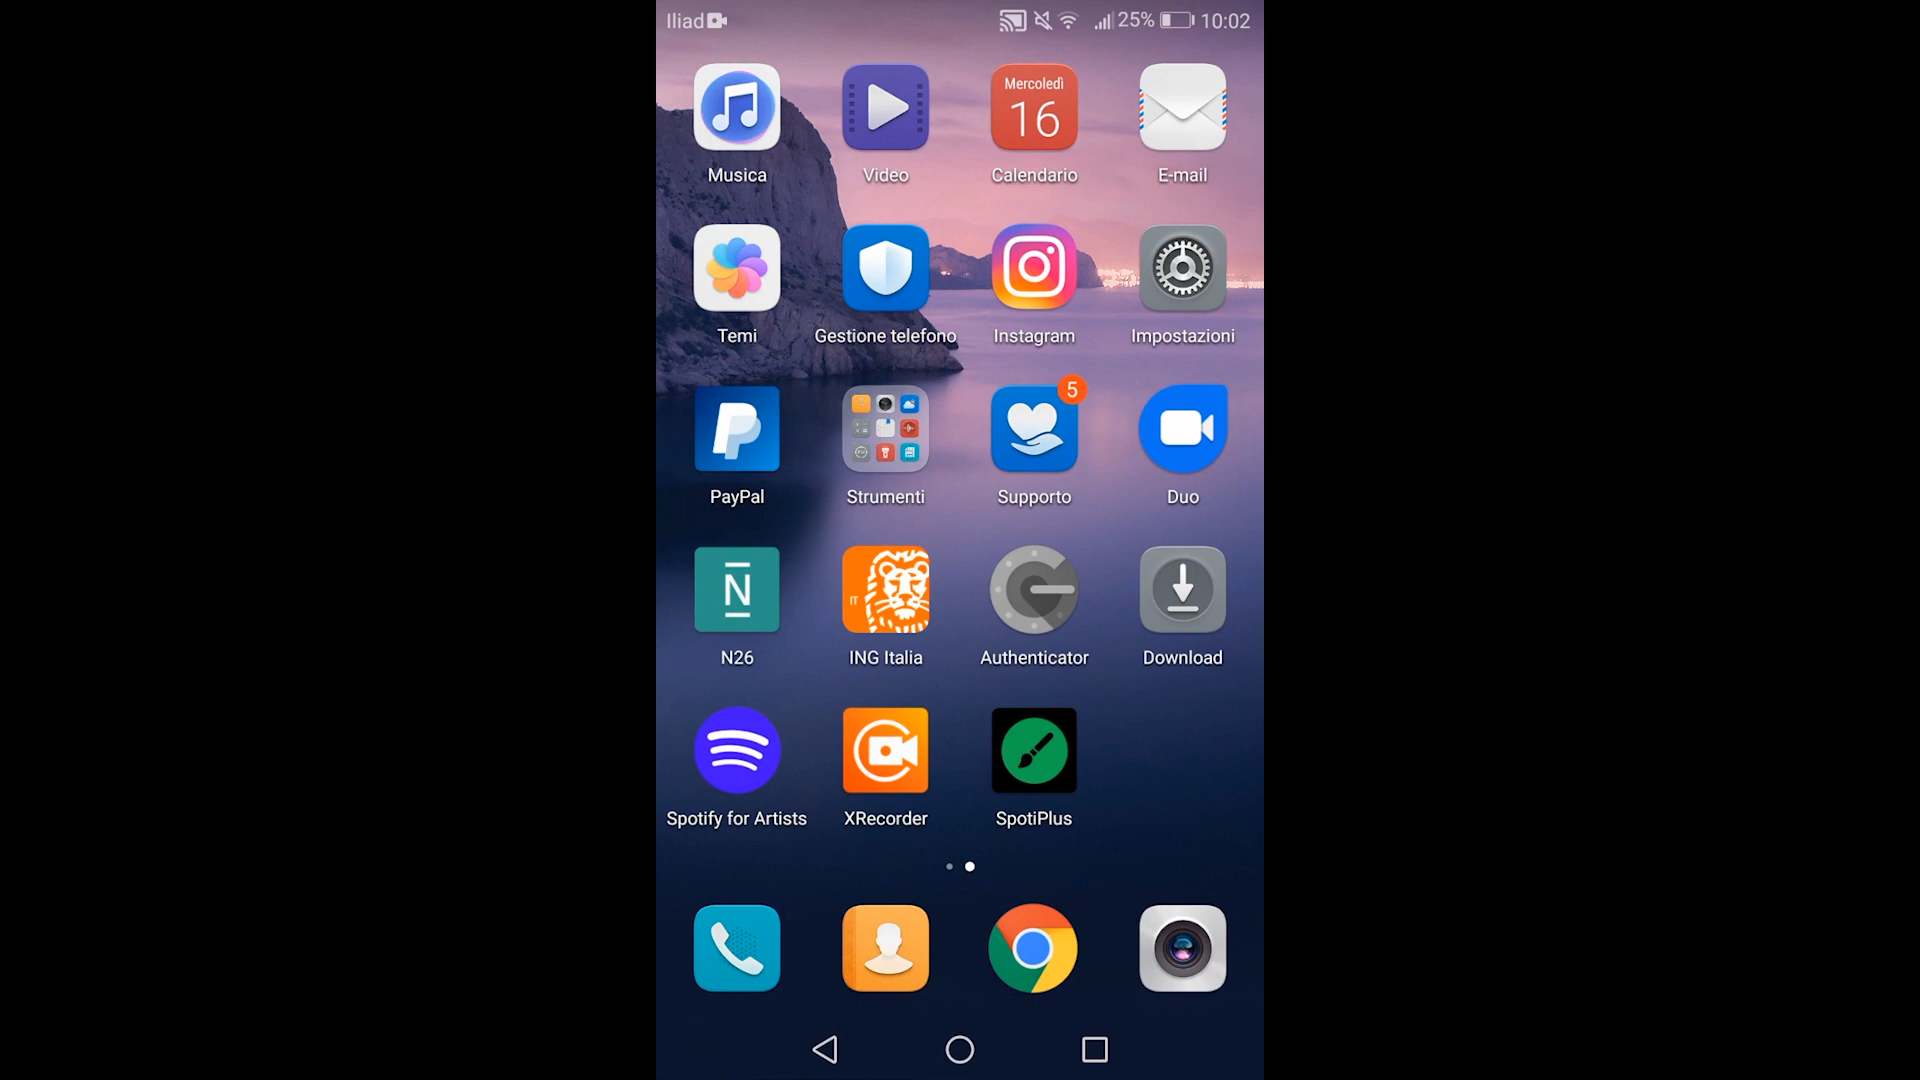 Iliad 25% 10:02
Mercoledì
16
Musica Video Calendario E-mail
Temi Gestione telefono Instagram Impostazioni
5
PayPal Strumenti Supporto Duo
N
IT
N26 ING Italia Authenticator Download
Spotify for Artists XRecorder SpotiPlus